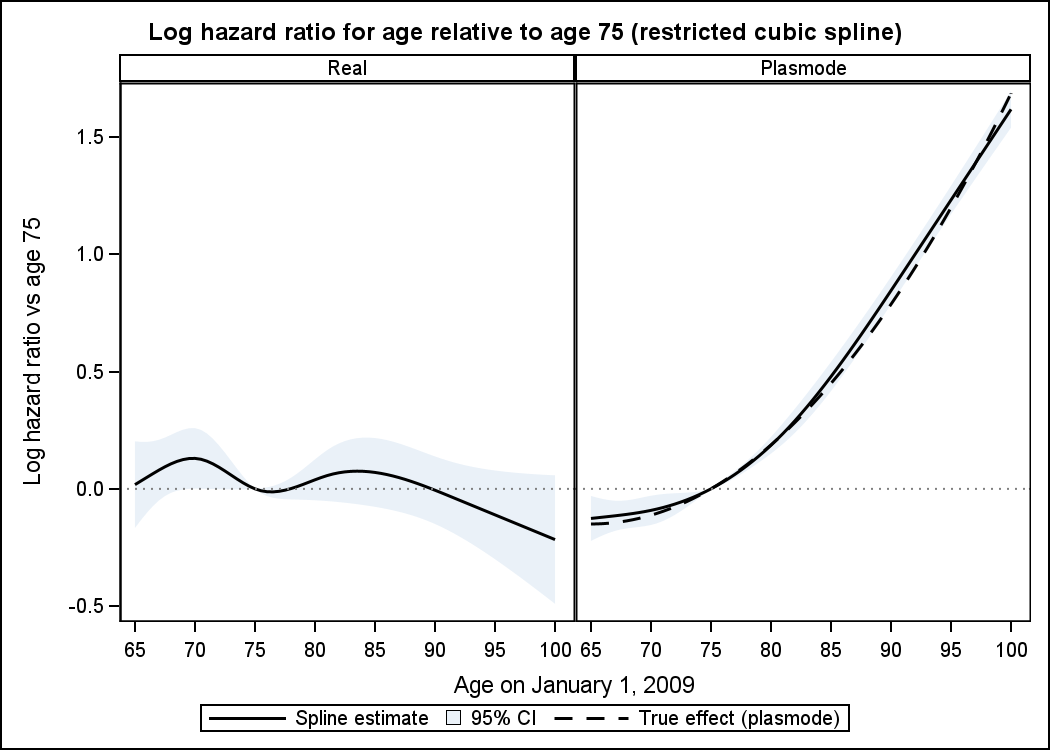 Log hazard ratio for age relative to age 75 (restricted cubic spline)
Real
Plasmode
Log hazard ratio vs age 75
1.5
1.0
0.5
0.0
-0.5
65 70 75 80 85 90 95 100
65 70 75 80 85 90 95 100
Age on January 1, 2009
Spline estimate 95% CI True effect (plasmode)